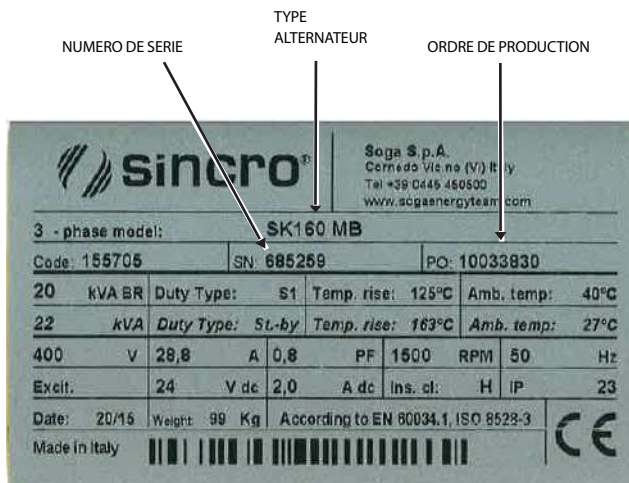 NUMERO DE SERIE
TYPE
ALTERNATEUR
ORDRE DE PRODUCTION
sincro®
Soga S.p.A.
Cornedo Vic.no (VI) Italy
Tel +39 0445 450500
www.sogaenergyteam.com
3 - phase model: SK160 MB
Code: 155705 SN: 685259 PO: 10033830
20 kVA BR Duty Type: S1 Temp. rise: 125°C Amb. temp: 40°C
22 kVA Duty Type: St.-by Temp. rise: 163°C Amb. temp: 27°C
400 V 28,8 A 0,8 PF 1500 RPM 50 Hz
Excit. 24 V dc 2,0 A dc Ins. cl: H IP 23
Date: 20/15 Weight 99 Kg According to EN 60034.1, ISO 8528-3
Made in Italy CE